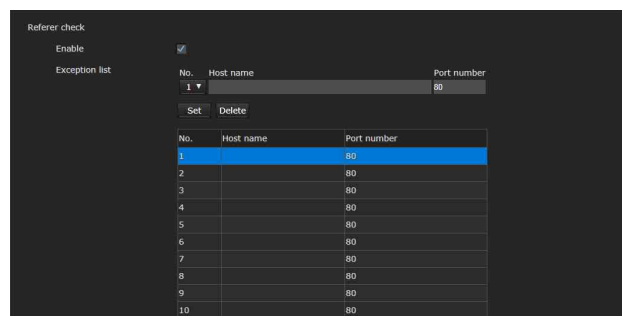 Referer check
Enable
Exception list
No. Host name Port number
1 80
Set Delete
No. Host name Port number
1 80
2 80
3 80
4 80
5 80
6 80
7 80
8 80
9 80
10 80